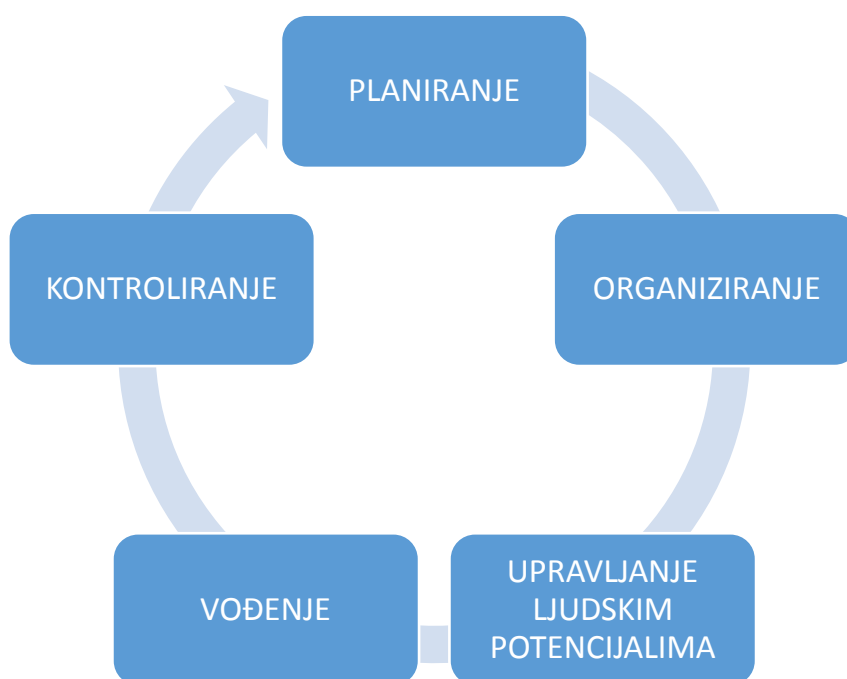 PLANIRANJE
ORGANIZIRANJE
UPRAVLJANJE
LJUDSKIM
POTENCIJALIMA
VOĐENJE
KONTROLIRANJE